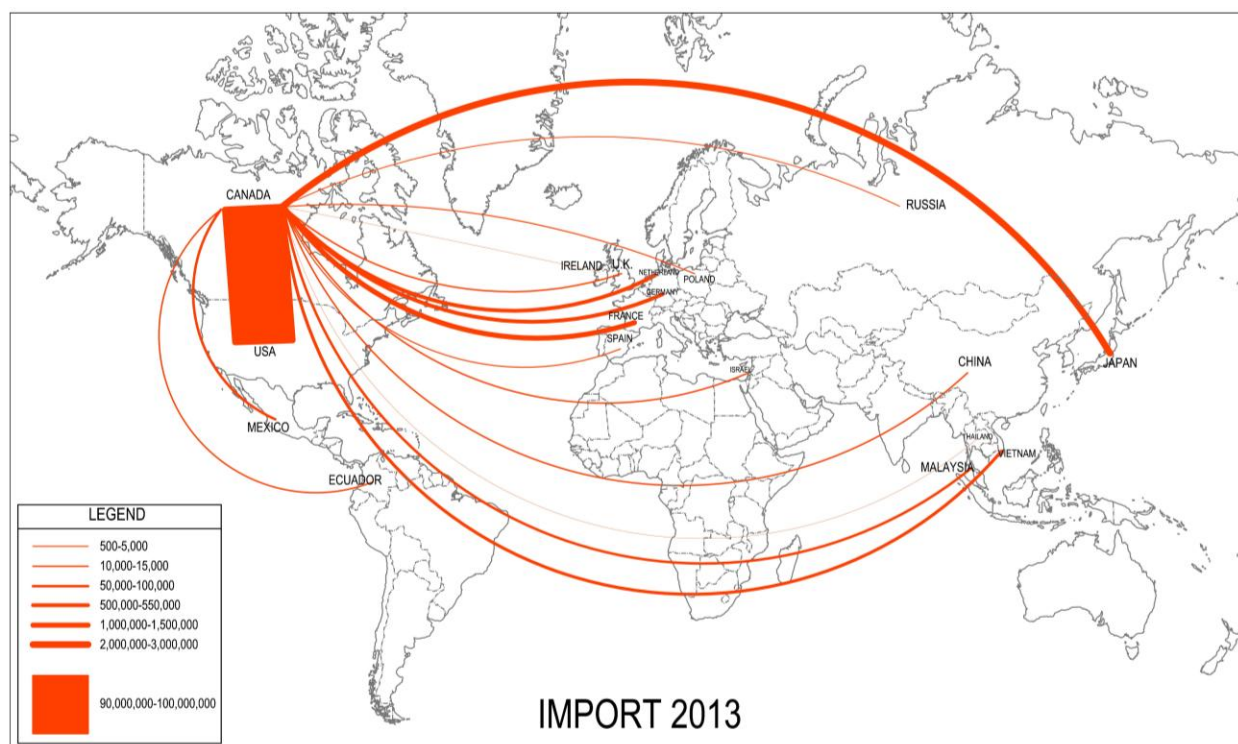 CANADA
RUSSIA
IRELAND
U.K.
NETHERLAND
POLAND
GERMANY
FRANCE
SPAIN
USA
ISRAEL
CHINA
JAPAN
MEXICO
THAILAND
VIETNAM
MALAYSIA
ECUADOR
LEGEND
500-5,000
10,000-15,000
50,000-100,000
500,000-550,000
1,000,000-1,500,000
2,000,000-3,000,000
90,000,000-100,000,000
IMPORT 2013